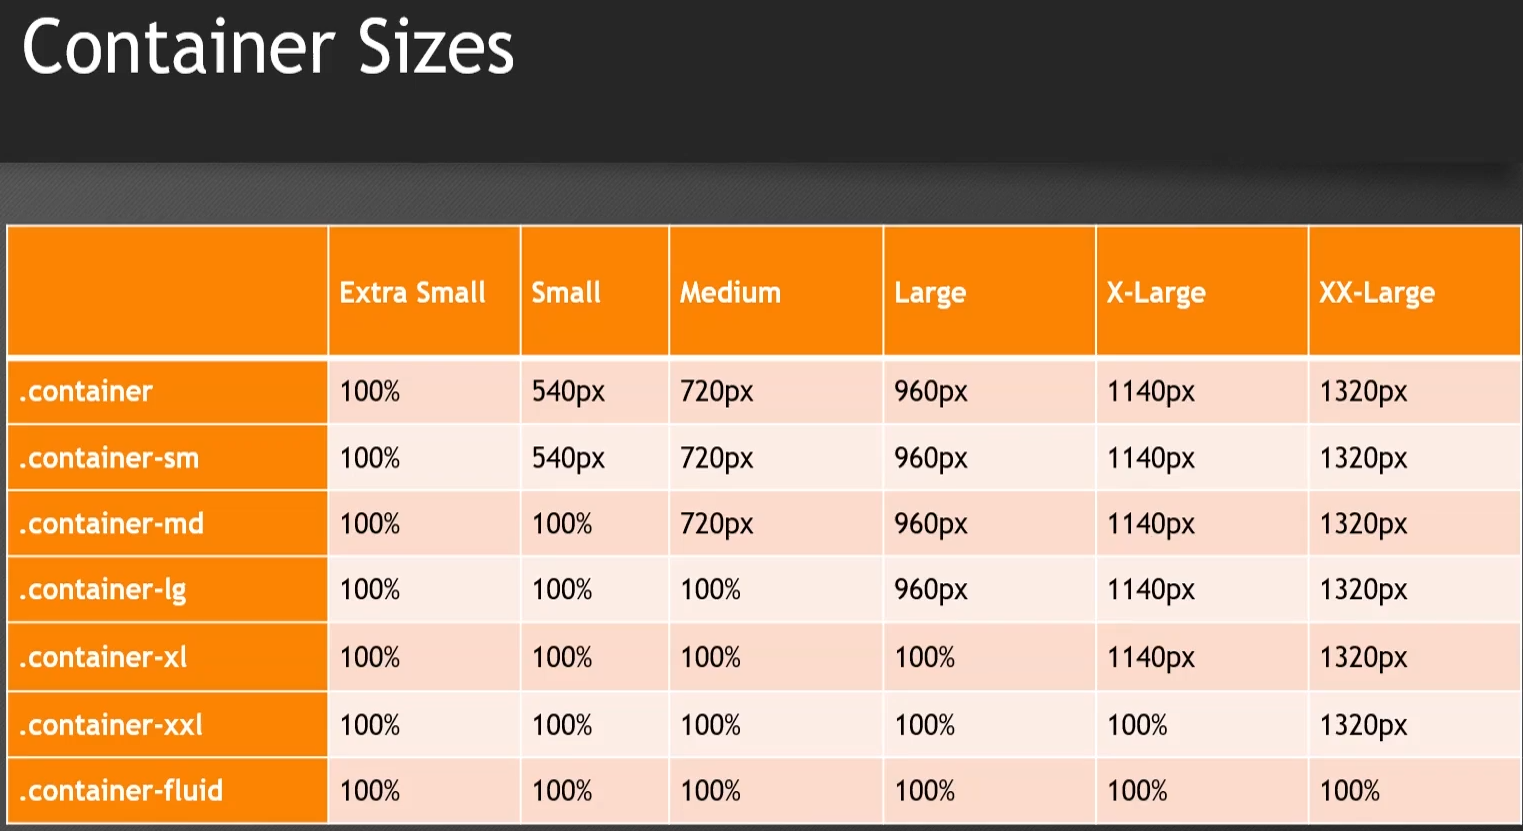 Container Sizes
Extra Small Small Medium Large X-Large XX-Large
.container 100% 540px 720px 960px 1140px 1320px
.container-sm 100% 540px 720px 960px 1140px 1320px
.container-md 100% 100% 720px 960px 1140px 1320px
.container-lg 100% 100% 100% 960px 1140px 1320px
.container-xl 100% 100% 100% 100% 1140px 1320px
.container-xxl 100% 100% 100% 100% 100% 1320px
.container-fluid 100% 100% 100% 100% 100% 100%